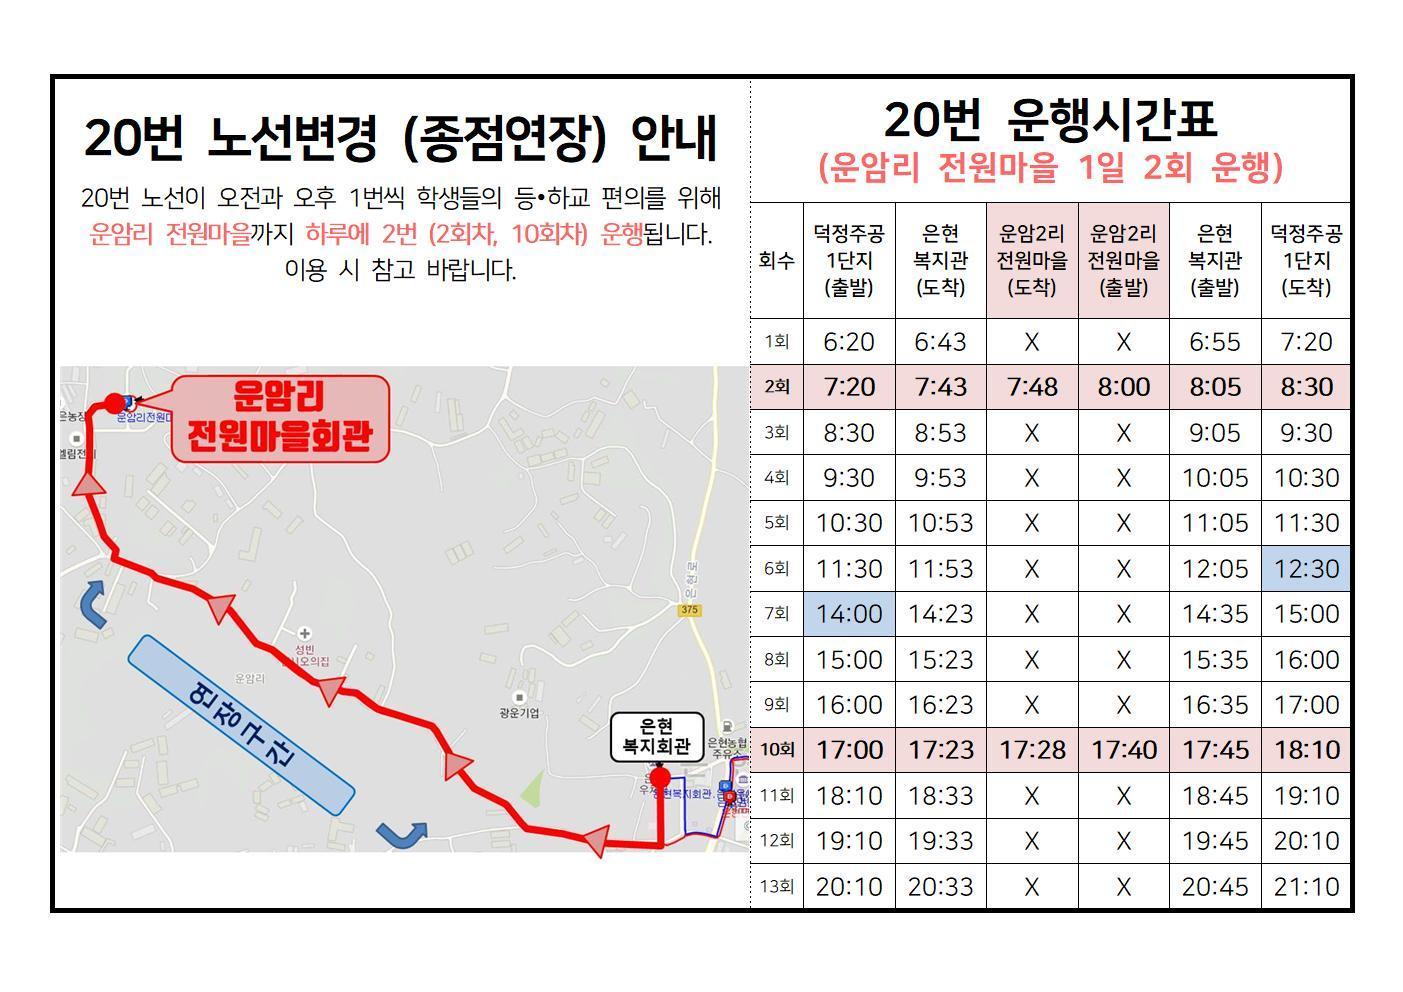 20번 노선변경 (종점연장) 안내
20번 노선이 오전과 오후 1번씩 학생들의 등•하교 편의를 위해
운암리 전원마을까지 하루에 2번 (2회차, 10회차) 운행됩니다.
이용 시 참고 바랍니다.
운암리
전원마을회관
은농장
운암리전원
성빈
운암리
연장구간
은현로
375
광운기업
은현
복지회관
은현농협
주유소
은현복지회관
20번 운행시간표
(운암리 전원마을 1일 2회 운행)
회수 덕정주공 1단지 (출발) 은현 복지관 (도착) 운암2리 전원마을 (도착) 운암2리 전원마을 (출발) 은현 복지관 (출발) 덕정주공 1단지 (도착)
1회 6:20 6:43 X X 6:55 7:20
2회 7:20 7:43 7:48 8:00 8:05 8:30
3회 8:30 8:53 X X 9:05 9:30
4회 9:30 9:53 X X 10:05 10:30
5회 10:30 10:53 X X 11:05 11:30
6회 11:30 11:53 X X 12:05 12:30
7회 14:00 14:23 X X 14:35 15:00
8회 15:00 15:23 X X 15:35 16:00
9회 16:00 16:23 X X 16:35 17:00
10회 17:00 17:23 17:28 17:40 17:45 18:10
11회 18:10 18:33 X X 18:45 19:10
12회 19:10 19:33 X X 19:45 20:10
13회 20:10 20:33 X X 20:45 21:10